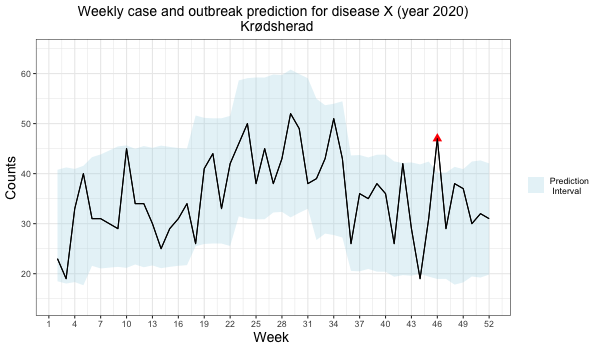 Weekly case and outbreak prediction for disease X (year 2020)
Krødsherad
60
50
40
30
20
Counts
1 4 7 10 13 16 19 22 25 28 31 34 37 40 43 46 49 52
Week
Prediction
Interval